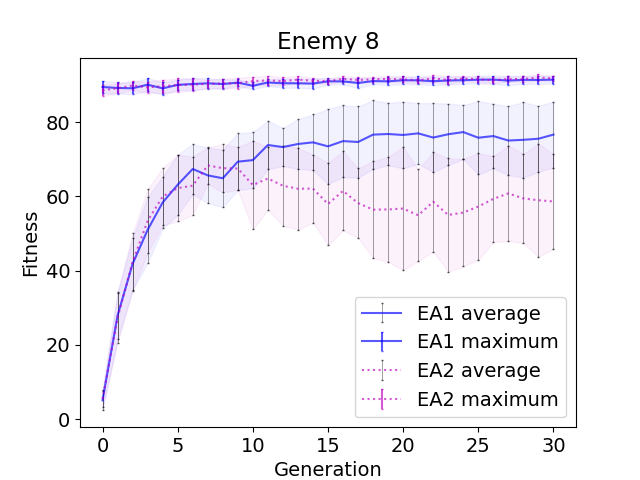 Enemy 8
Fitness
80
60
40
20
0
EA1 average
EA1 maximum
EA2 average
EA2 maximum
0 5 10 15 20 25 30
Generation